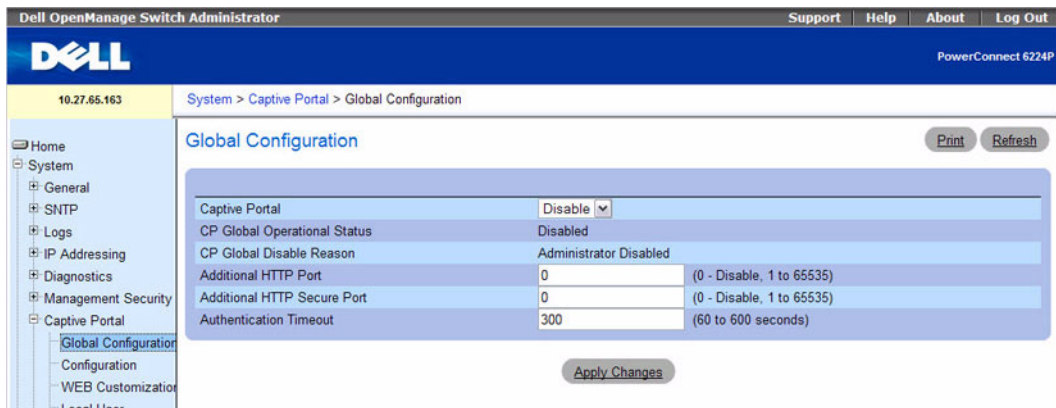 Dell OpenManage Switch Administrator
Support Help About Log Out
DELL
PowerConnect 6224P
10.27.65.163
System > Captive Portal > Global Configuration
Home
System
General
SNTP
Logs
IP Addressing
Diagnostics
Management Security
Captive Portal
Global Configuration
Configuration
WEB Customization
Local User
Global Configuration
Print Refresh
Captive Portal Disable
CP Global Operational Status Disabled
CP Global Disable Reason Administrator Disabled
Additional HTTP Port 0 (0 - Disable, 1 to 65535)
Additional HTTP Secure Port 0 (0 - Disable, 1 to 65535)
Authentication Timeout 300 (60 to 600 seconds)
Apply Changes